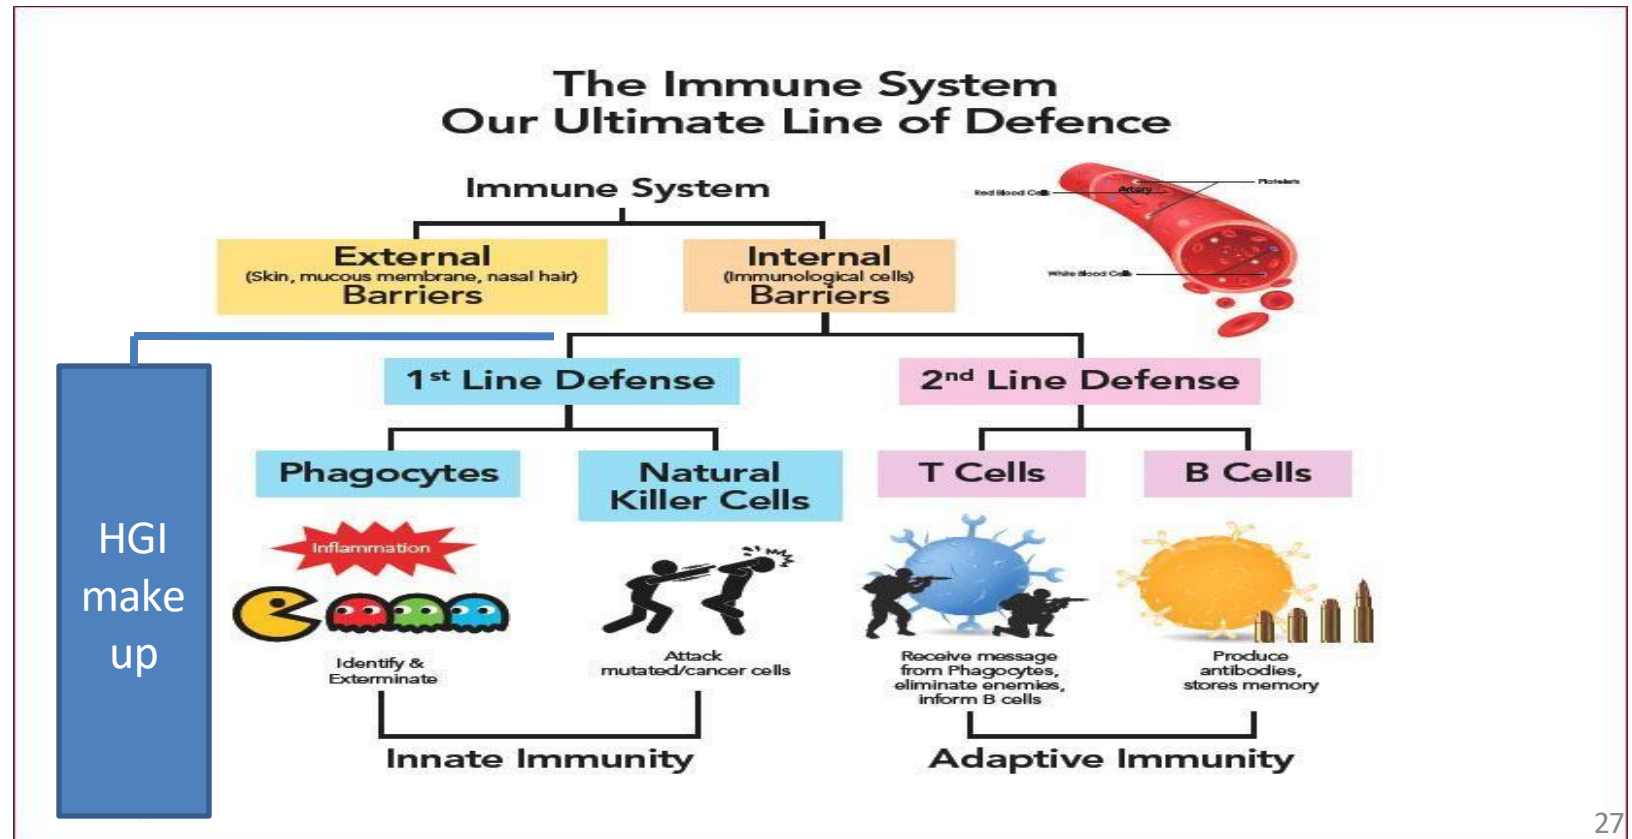 The Immune System
Our Ultimate Line of Defence
Immune System
Red Blood Cells
Artery
Platelets
White Blood Cells
External
(Skin, mucous membrane, nasal hair)
Barriers
Internal
(Immunological cells)
Barriers
1st Line Defense
2nd Line Defense
Phagocytes
Natural
Killer Cells
T Cells
B Cells
HGI
make
up
Inflammation
Identify &
Exterminate
Attack
mutated/cancer cells
Receive message
from Phagocytes,
eliminate enemies,
inform B cells
Produce
antibodies,
stores memory
Innate Immunity
Adaptive Immunity
27